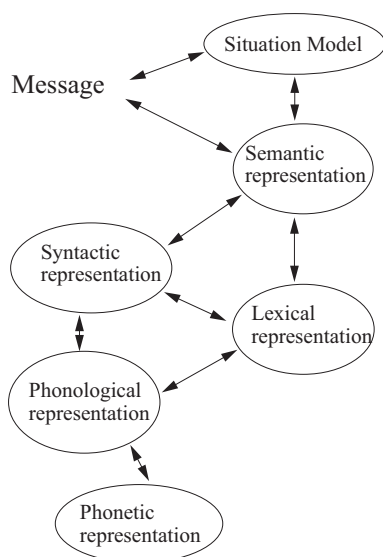 Situation Model
Message
Semantic
representation
Syntactic
representation
Lexical
representation
Phonological
representation
Phonetic
representation